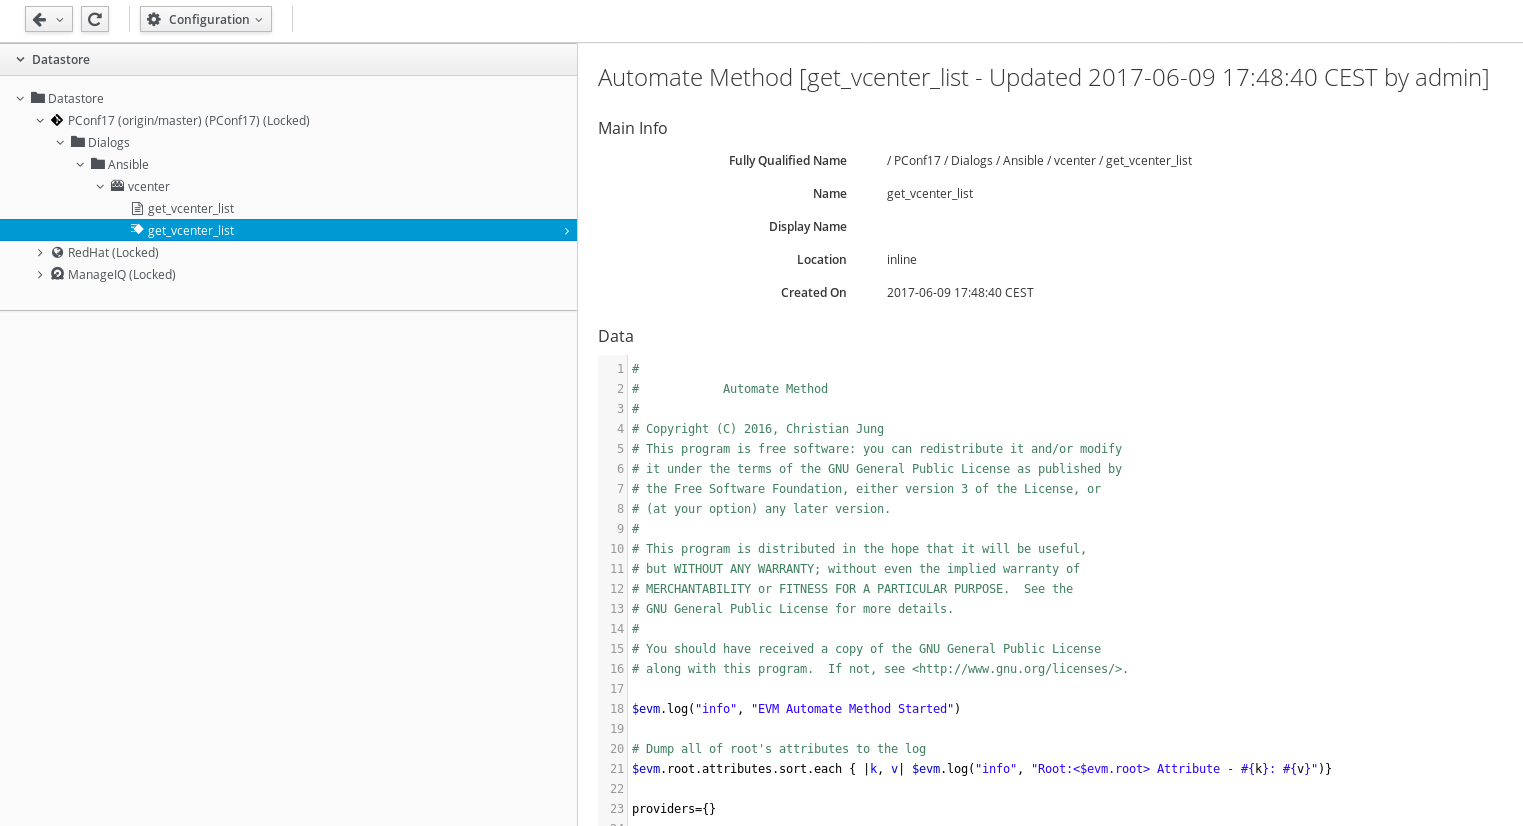 Configuration
Datastore
Datastore
PConf17 (origin/master) (PConf17) (Locked)
Dialogs
Ansible
vcenter
get_vcenter_list
get_vcenter_list
RedHat (Locked)
ManageIQ (Locked)
Automate Method [get_vcenter_list - Updated 2017-06-09 17:48:40 CEST by admin]
Main Info
Fully Qualified Name / PConf17 / Dialogs / Ansible / vcenter / get_vcenter_list
Name get_vcenter_list
Display Name
Location inline
Created On 2017-06-09 17:48:40 CEST
Data
1 #
2 #            Automate Method
3 #
4 # Copyright (C) 2016, Christian Jung
5 # This program is free software: you can redistribute it and/or modify
6 # it under the terms of the GNU General Public License as published by
7 # the Free Software Foundation, either version 3 of the License, or
8 # (at your option) any later version.
9 #
10 # This program is distributed in the hope that it will be useful,
11 # but WITHOUT ANY WARRANTY; without even the implied warranty of
12 # MERCHANTABILITY or FITNESS FOR A PARTICULAR PURPOSE.  See the
13 # GNU General Public License for more details.
14 #
15 # You should have received a copy of the GNU General Public License
16 # along with this program.  If not, see <http://www.gnu.org/licenses/>.
17
18 $evm.log("info", "EVM Automate Method Started")
19
20 # Dump all of root's attributes to the log
21 $evm.root.attributes.sort.each { |k, v| $evm.log("info", "Root:<$evm.root> Attribute - #{k}: #{v}")}
22
23 providers={}